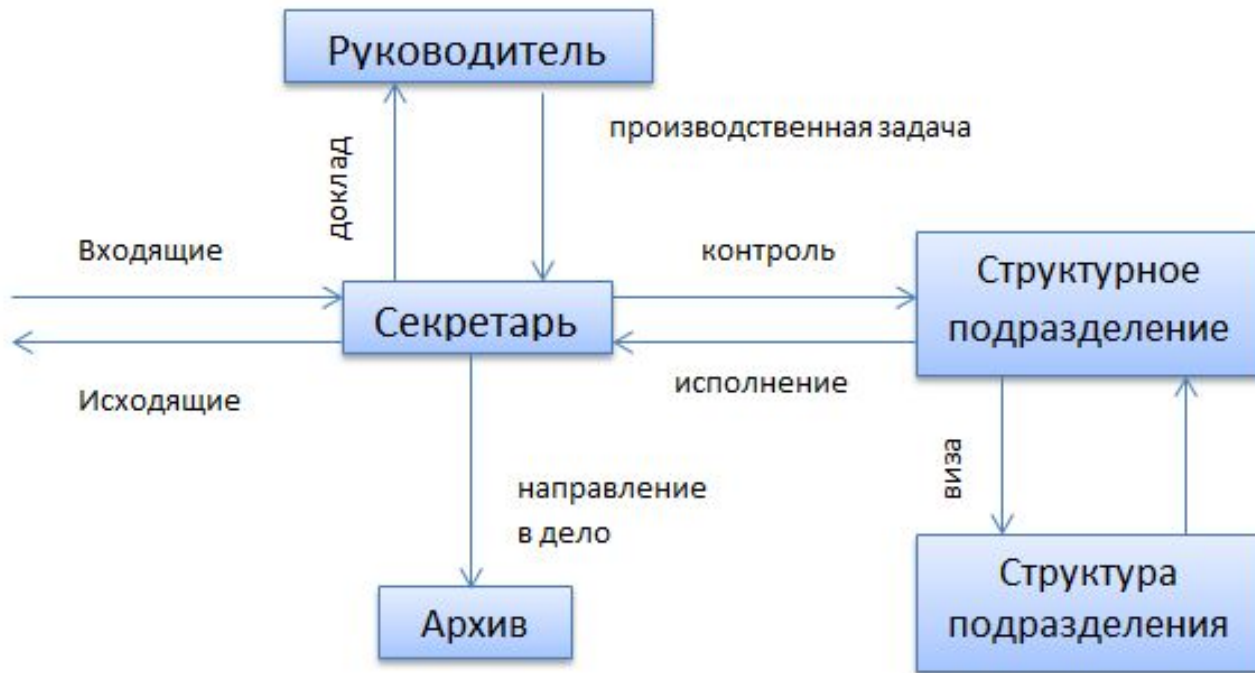 Руководитель
производственная задача
доклад
Входящие
контроль
Структурное
подразделение
Секретарь
Исходящие
исполнение
виза
направление
в дело
Структура
подразделения
Архив